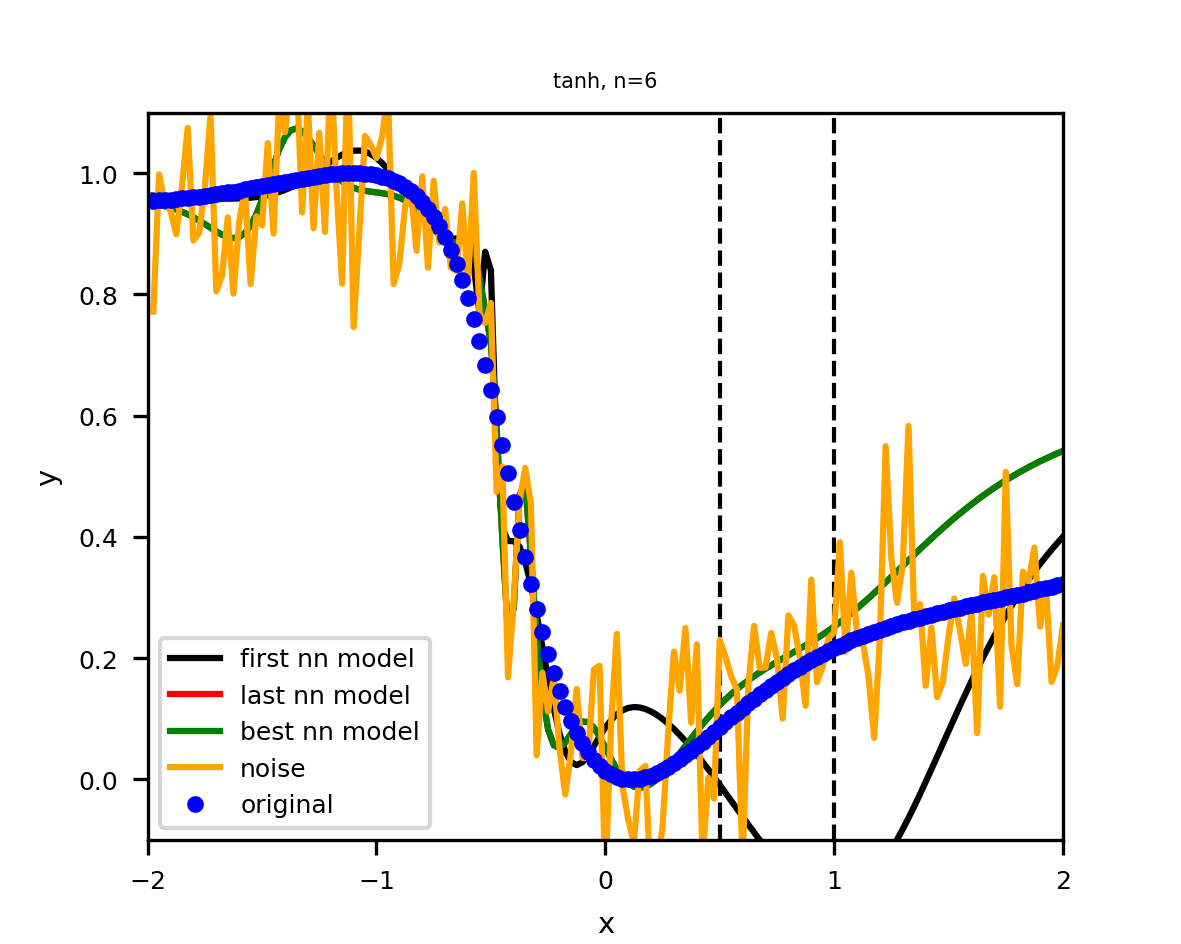 tanh, n=6
y
1.0
0.8
0.6
0.4
0.2
0.0
first nn model
last nn model
best nn model
noise
original
−2
−1
0
1
2
x